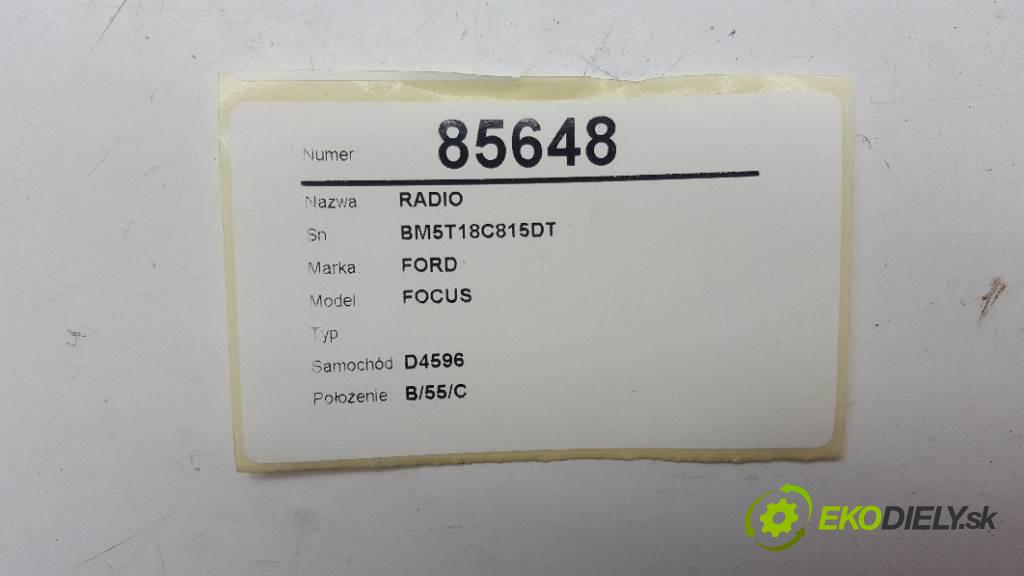 Numer: 85648
Nazwa: RADIO
Sn BM5T18C815DT
Marka: FORD
Model FOCUS
Typ
Samochód: D4596
Położenie B/55/C
EKODIELY.sk